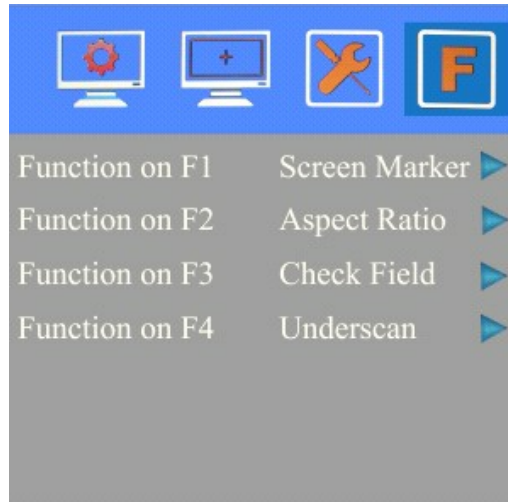 F
Function on F1 Screen Marker
Function on F2 Aspect Ratio
Function on F3 Check Field
Function on F4 Underscan